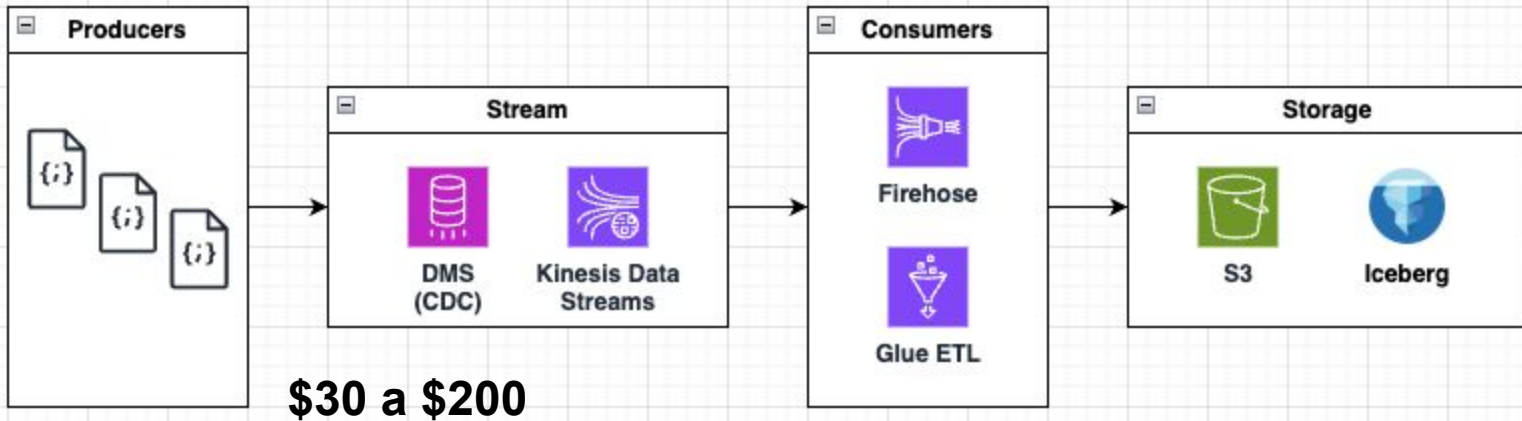 Producers
{;}
{;}
{;}
Stream
DMS
(CDC)
Kinesis Data
Streams
$30 a $200
Consumers
Firehose
Glue ETL
Storage
S3
Iceberg